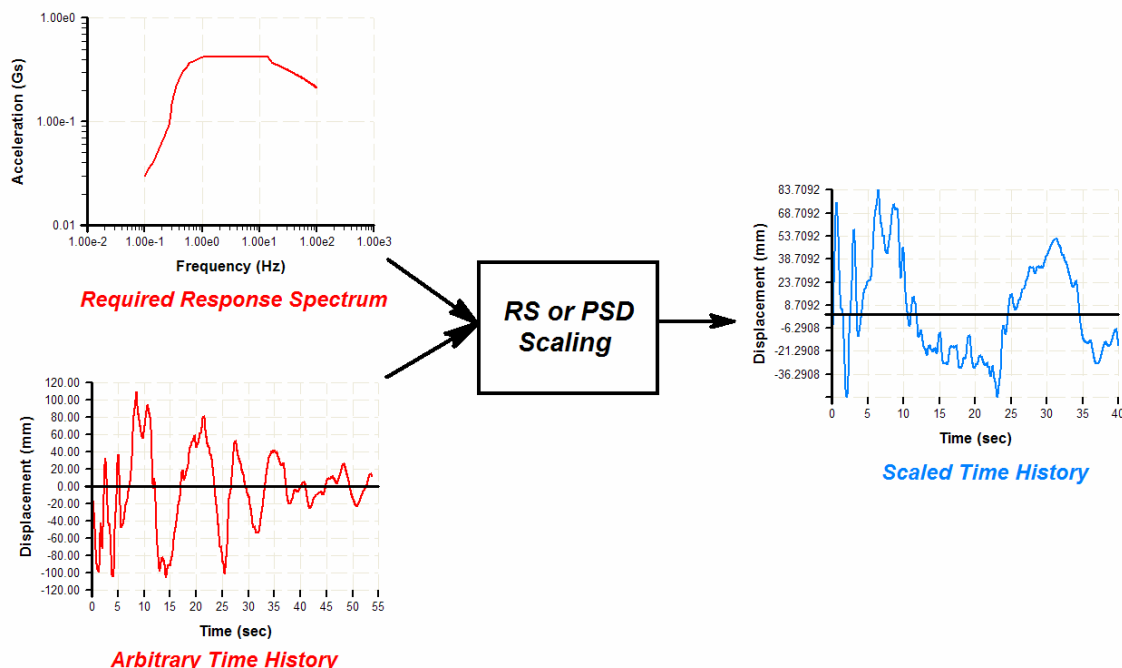 1.00e0
Acceleration (Gs)
1.00e-1
0.01
1.00e-2 1.00e-1 1.00e0 1.00e1 1.00e2 1.00e3
Frequency (Hz)
Required Response Spectrum
120.00
100.00
80.00
60.00
40.00
20.00
0.00
-20.00
-40.00
-60.00
-80.00
-100.00
-120.00
Displacement (mm)
0 5 10 15 20 25 30 35 40 45 50 55
Time (sec)
Arbitrary Time History
RS or PSD
Scaling
83.7092
68.7092
53.7092
38.7092
23.7092
8.7092
-6.2908
-21.2908
-36.2908
Displacement (mm)
0 5 10 15 20 25 30 35 40
Time (sec)
Scaled Time History